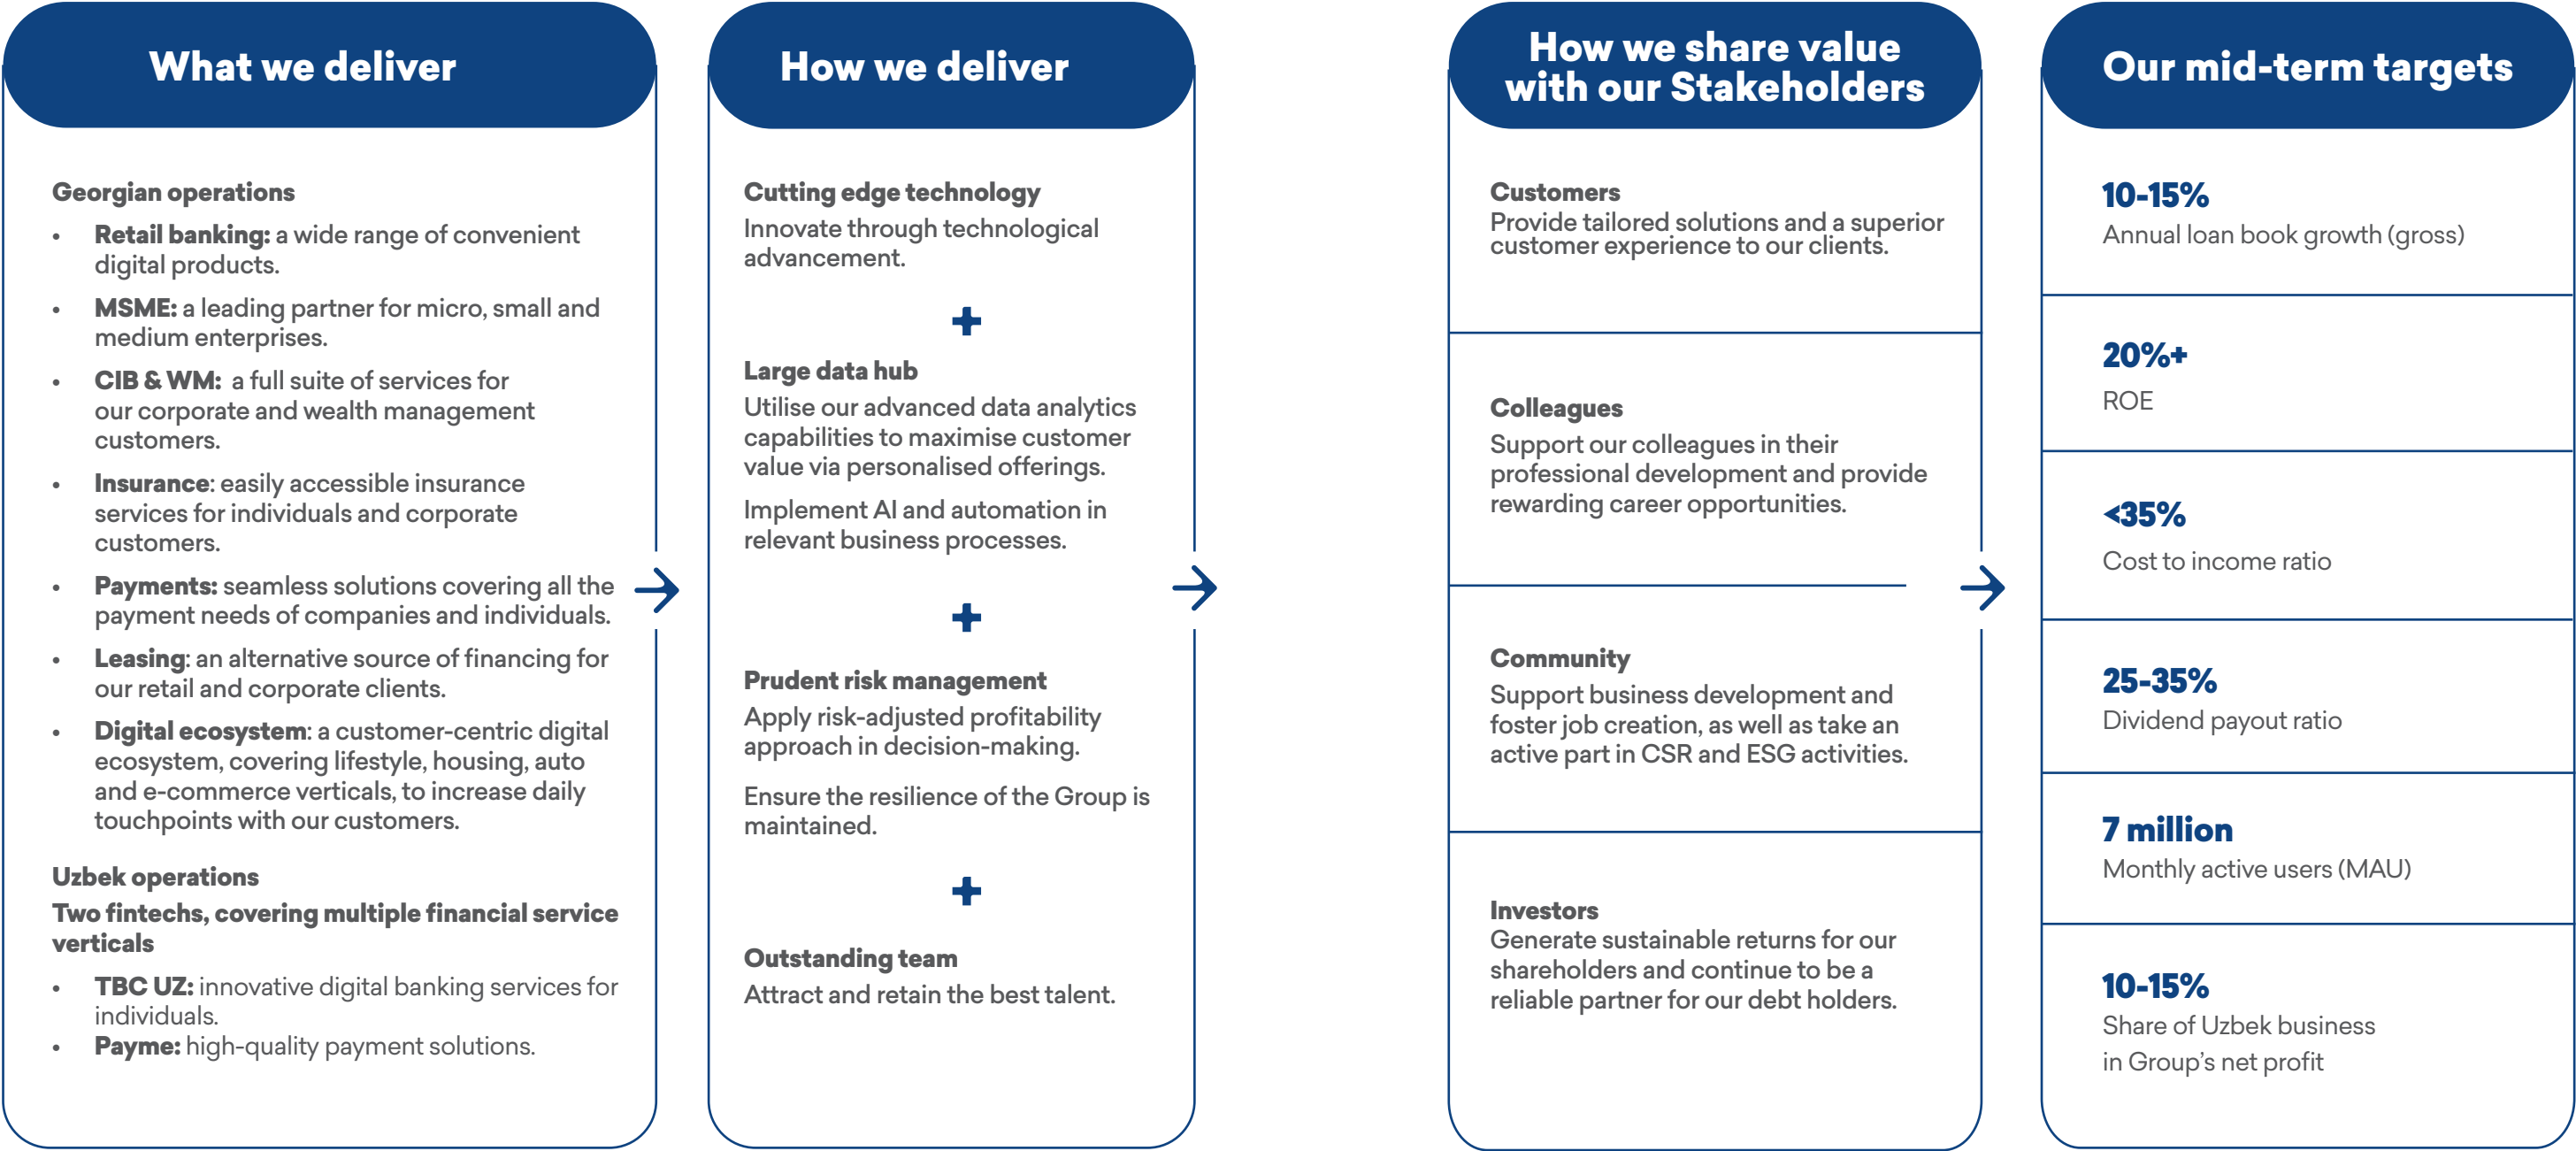 What we deliver
Georgian operations
• Retail banking: a wide range of convenient
digital products.
• MSME: a leading partner for micro, small and
medium enterprises.
• CIB & WM: a full suite of services for
our corporate and wealth management
customers.
• Insurance: easily accessible insurance
services for individuals and corporate
customers.
• Payments: seamless solutions covering all the
payment needs of companies and individuals.
• Leasing: an alternative source of financing for
our retail and corporate clients.
• Digital ecosystem: a customer-centric digital
ecosystem, covering lifestyle, housing, auto
and e-commerce verticals, to increase daily
touchpoints with our customers.
Uzbek operations
Two fintechs, covering multiple financial service
verticals
• TBC UZ: innovative digital banking services for
individuals.
• Payme: high-quality payment solutions.
How we deliver
Cutting edge technology
Innovate through technological
advancement.
+
Large data hub
Utilise our advanced data analytics
capabilities to maximise customer
value via personalised offerings.
Implement AI and automation in
relevant business processes.
+
Prudent risk management
Apply risk-adjusted profitability
approach in decision-making.
Ensure the resilience of the Group is
maintained.
+
Outstanding team
Attract and retain the best talent.
How we share value
with our Stakeholders
Customers
Provide tailored solutions and a superior
customer experience to our clients.
Colleagues
Support our colleagues in their
professional development and provide
rewarding career opportunities.
Community
Support business development and
foster job creation, as well as take an
active part in CSR and ESG activities.
Investors
Generate sustainable returns for our
shareholders and continue to be a
reliable partner for our debt holders.
Our mid-term targets
10-15%
Annual loan book growth (gross)
20%+
ROE
<35%
Cost to income ratio
25-35%
Dividend payout ratio
7 million
Monthly active users (MAU)
10-15%
Share of Uzbek business
in Group's net profit